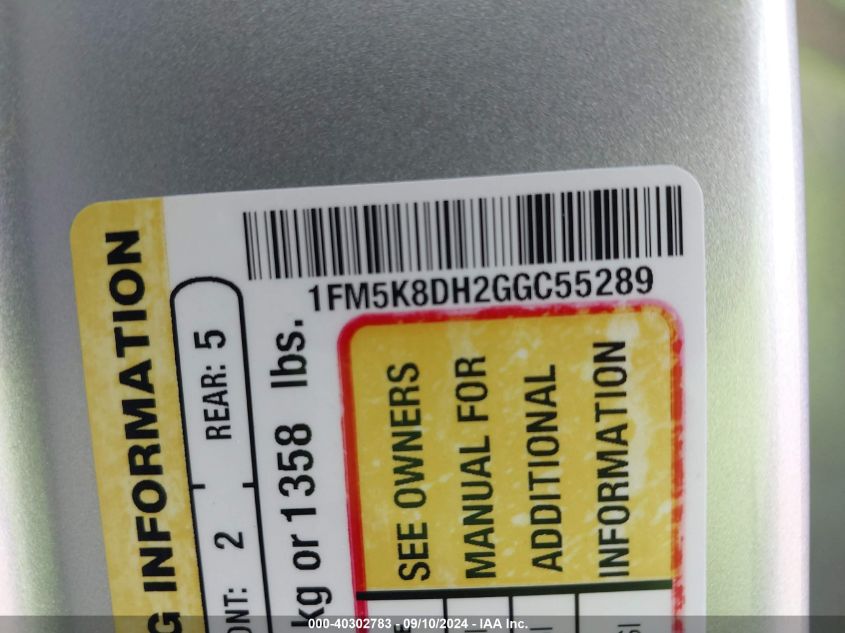 1FM5K8DH2GGC55289
G INFORMATION
ONT: 2 REAR: 5
kg or 1358 lbs.
SEE OWNERS
MANUAL FOR
ADDITIONAL
INFORMATION
000-40302783 - 09/10/2024 - IAA Inc.